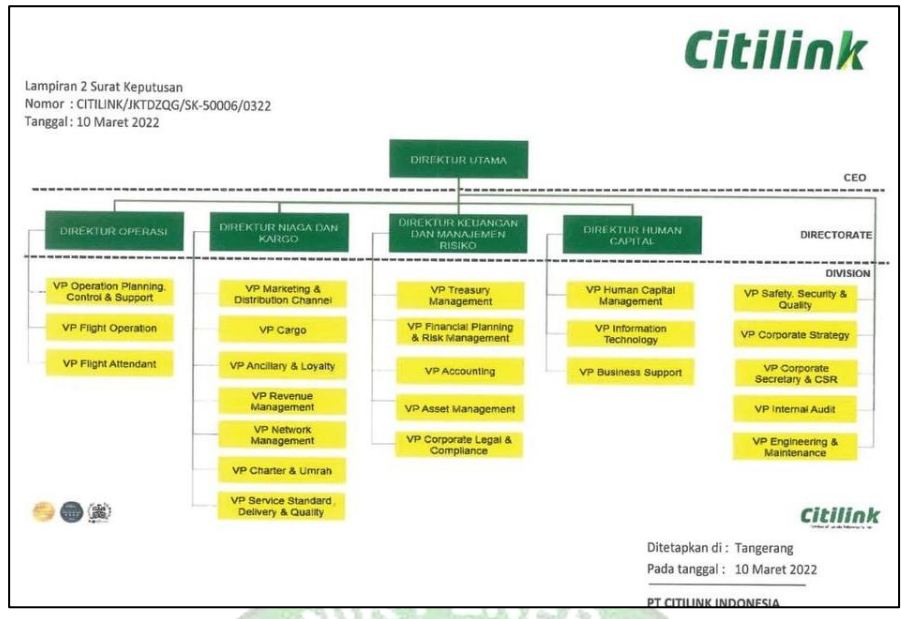 Citilink
Lampiran 2 Surat Keputusan
Nomor : CITILINK/JKTDZQG/SK-50006/0322
Tanggal : 10 Maret 2022
DIREKTUR UTAMA
CEO
DIREKTUR OPERASI
DIREKTUR NIAGA DAN
KARGO
DIREKTUR KEUANGAN
DAN MANAJEMEN
RISIKO
DIREKTUR HUMAN
CAPITAL
DIRECTORATE
DIVISION
VP Operation Planning,
Control & Support
VP Flight Operation
VP Flight Attendant
VP Marketing &
Distribution Channel
VP Cargo
VP Ancillary & Loyalty
VP Revenue
Management
VP Network
Management
VP Charter & Umrah
VP Service Standard,
Delivery & Quality
VP Treasury
Management
VP Financial Planning
& Risk Management
VP Accounting
VP Asset Management
VP Corporate Legal &
Compliance
VP Human Capital
Management
VP Information
Technology
VP Business Support
VP Safety, Security &
Quality
VP Corporate Strategy
VP Corporate
Secretary & CSR
VP Internal Audit
VP Engineering &
Maintenance
Citilink
Ditetapkan di : Tangerang
Pada tanggal : 10 Maret 2022
PT CITILINK INDONESIA